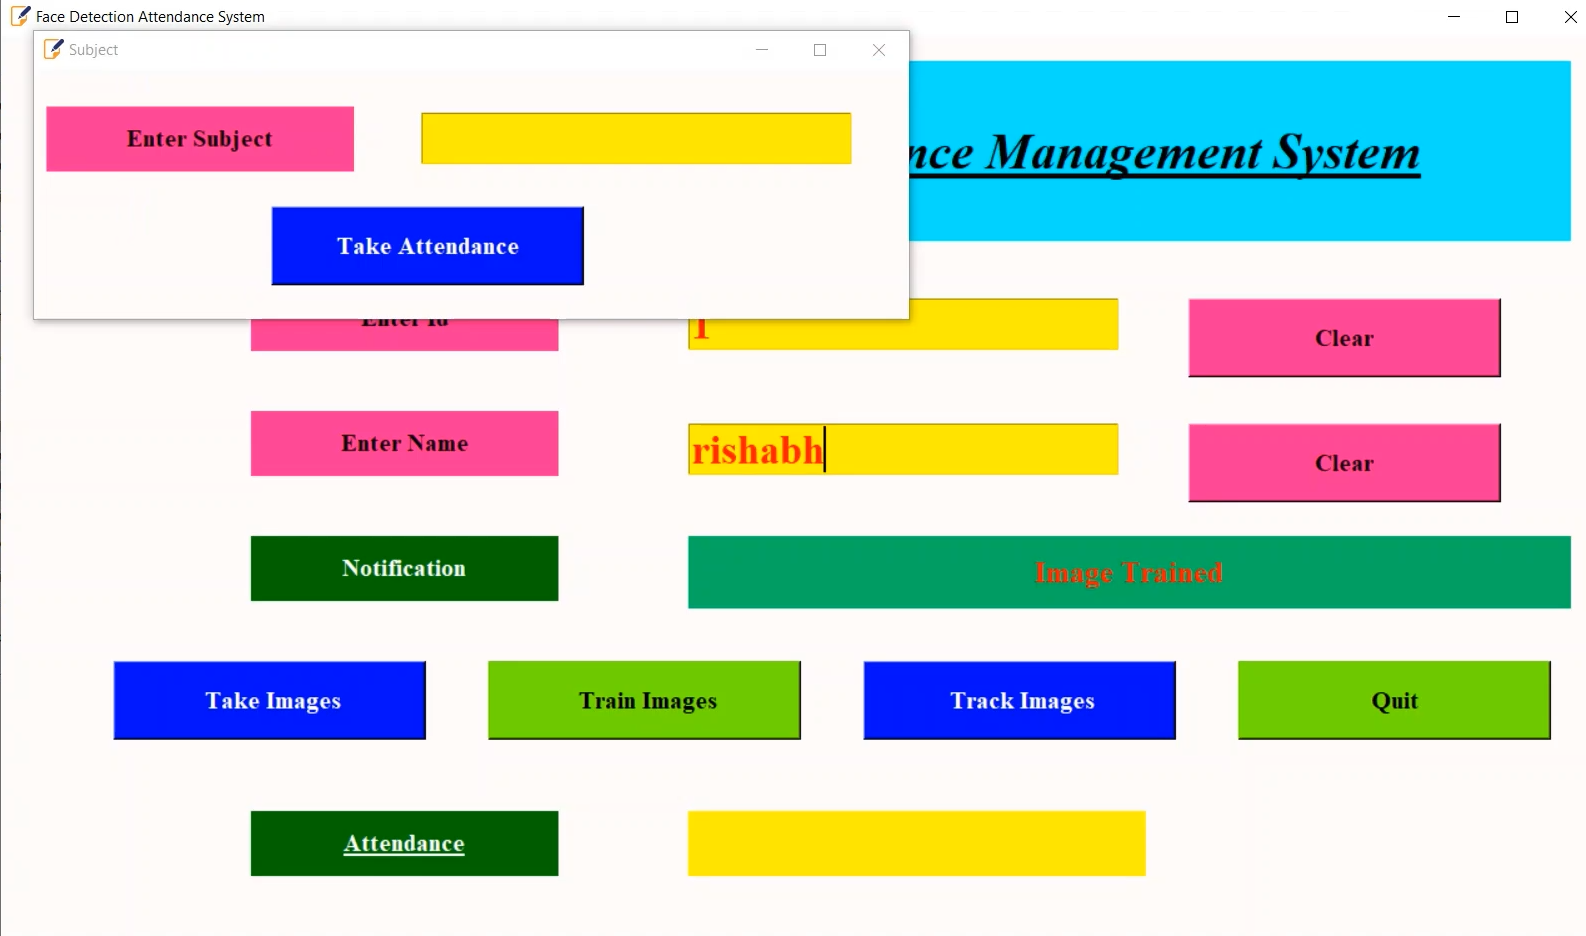 Face Detection Attendance System
Subject
Enter Subject
Take Attendance
nce Management System
Enter Id
1
Clear
Enter Name
rishabh
Clear
Notification
Image Trained
Take Images
Train Images
Track Images
Quit
Attendance